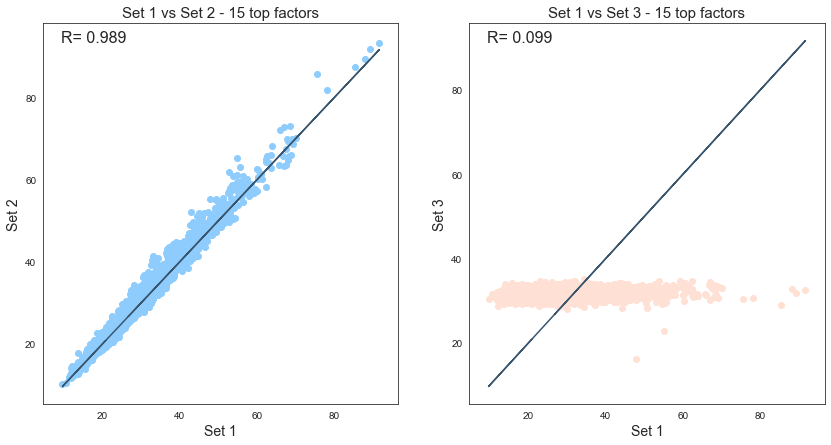 Set 1 vs Set 2 - 15 top factors
R= 0.989
80
60
40
20
Set 2
20 40 60 80
Set 1
Set 1 vs Set 3 - 15 top factors
R= 0.099
80
60
40
20
Set 3
20 40 60 80
Set 1